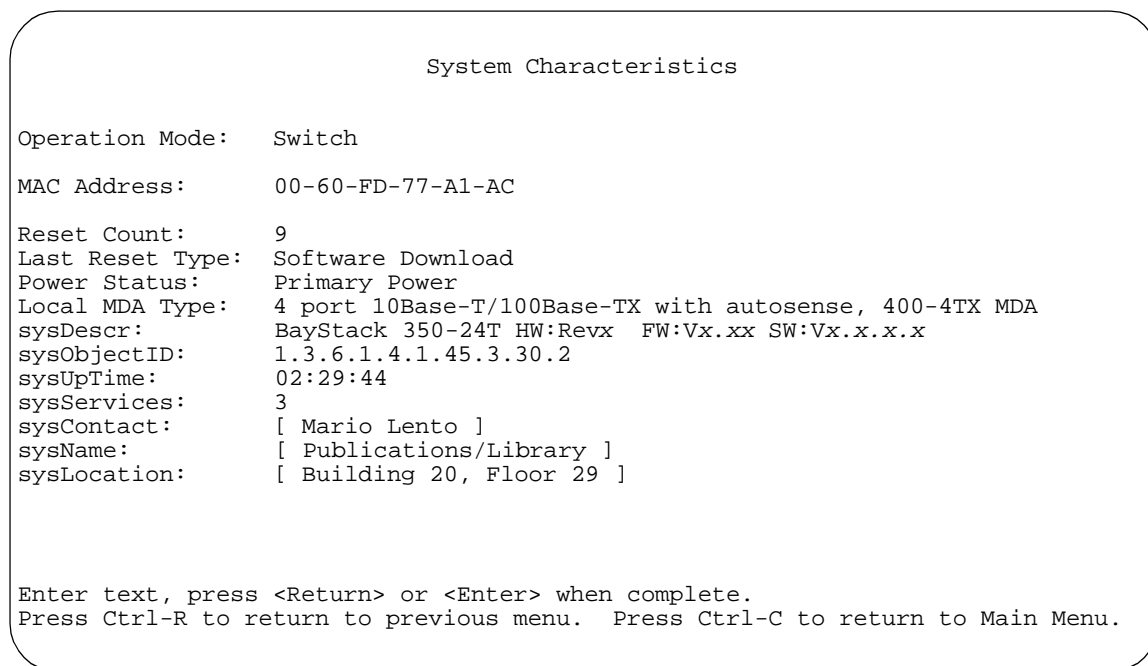 System Characteristics
Operation Mode: Switch
MAC Address: 00-60-FD-77-A1-AC
Reset Count: 9
Last Reset Type: Software Download
Power Status: Primary Power
Local MDA Type: 4 port 10Base-T/100Base-TX with autosense, 400-4TX MDA
sysDescr: BayStack 350-24T HW:Revx FW:Vx.xx SW:Vx.x.x.x
sysObjectID: 1.3.6.1.4.1.45.3.30.2
sysUpTime: 02:29:44
sysServices: 3
sysContact: [ Mario Lento ]
sysName: [ Publications/Library ]
sysLocation: [ Building 20, Floor 29 ]
Enter text, press <Return> or <Enter> when complete.
Press Ctrl-R to return to previous menu. Press Ctrl-C to return to Main Menu.